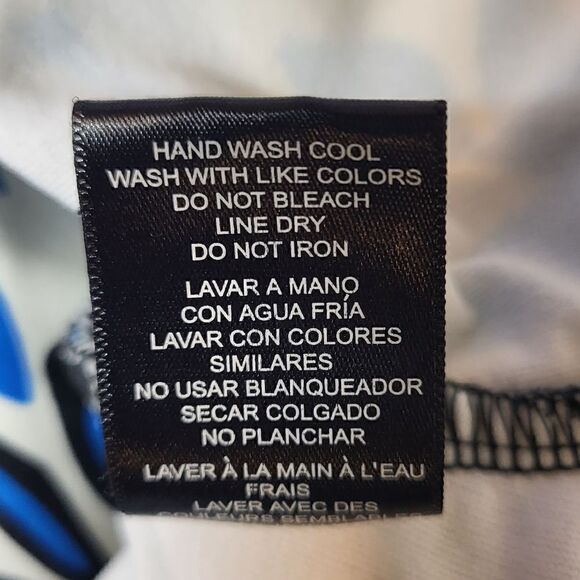 HAND WASH COOL
WASH WITH LIKE COLORS
DO NOT BLEACH
LINE DRY
DO NOT IRON
LAVAR A MANO
CON AGUA FRÍA
LAVAR CON COLORES
SIMILARES
NO USAR BLANQUEADOR
SECAR COLGADO
NO PLANCHAR
LAVER À LA MAIN À L'EAU
FRAIS
LAVER AVEC DES
COULEURS SEMBLABLES